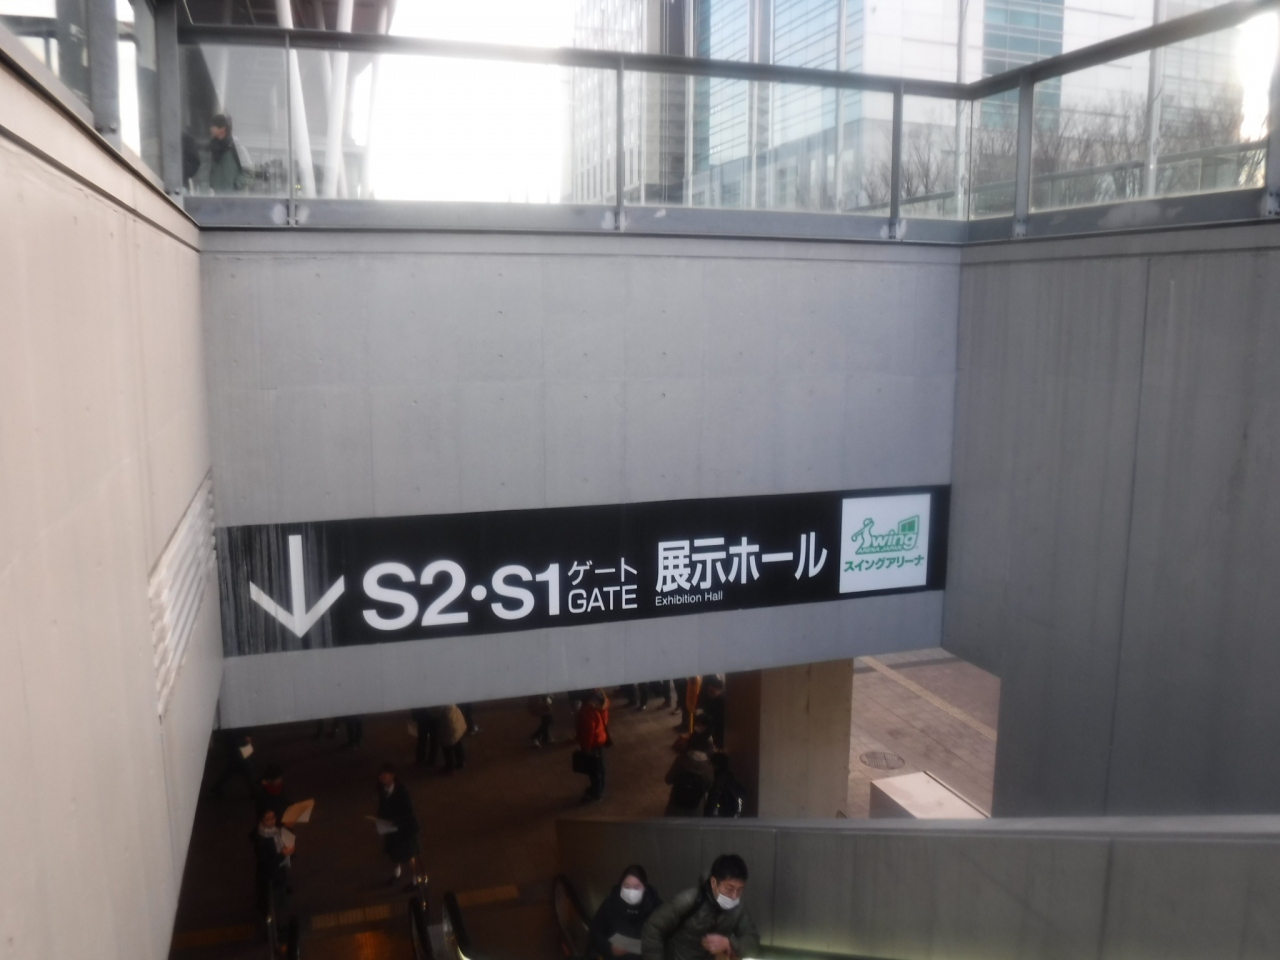 S2・S1
ゲート
GATE
展示ホール
Exhibition Hall
swing
スイングアリーナ